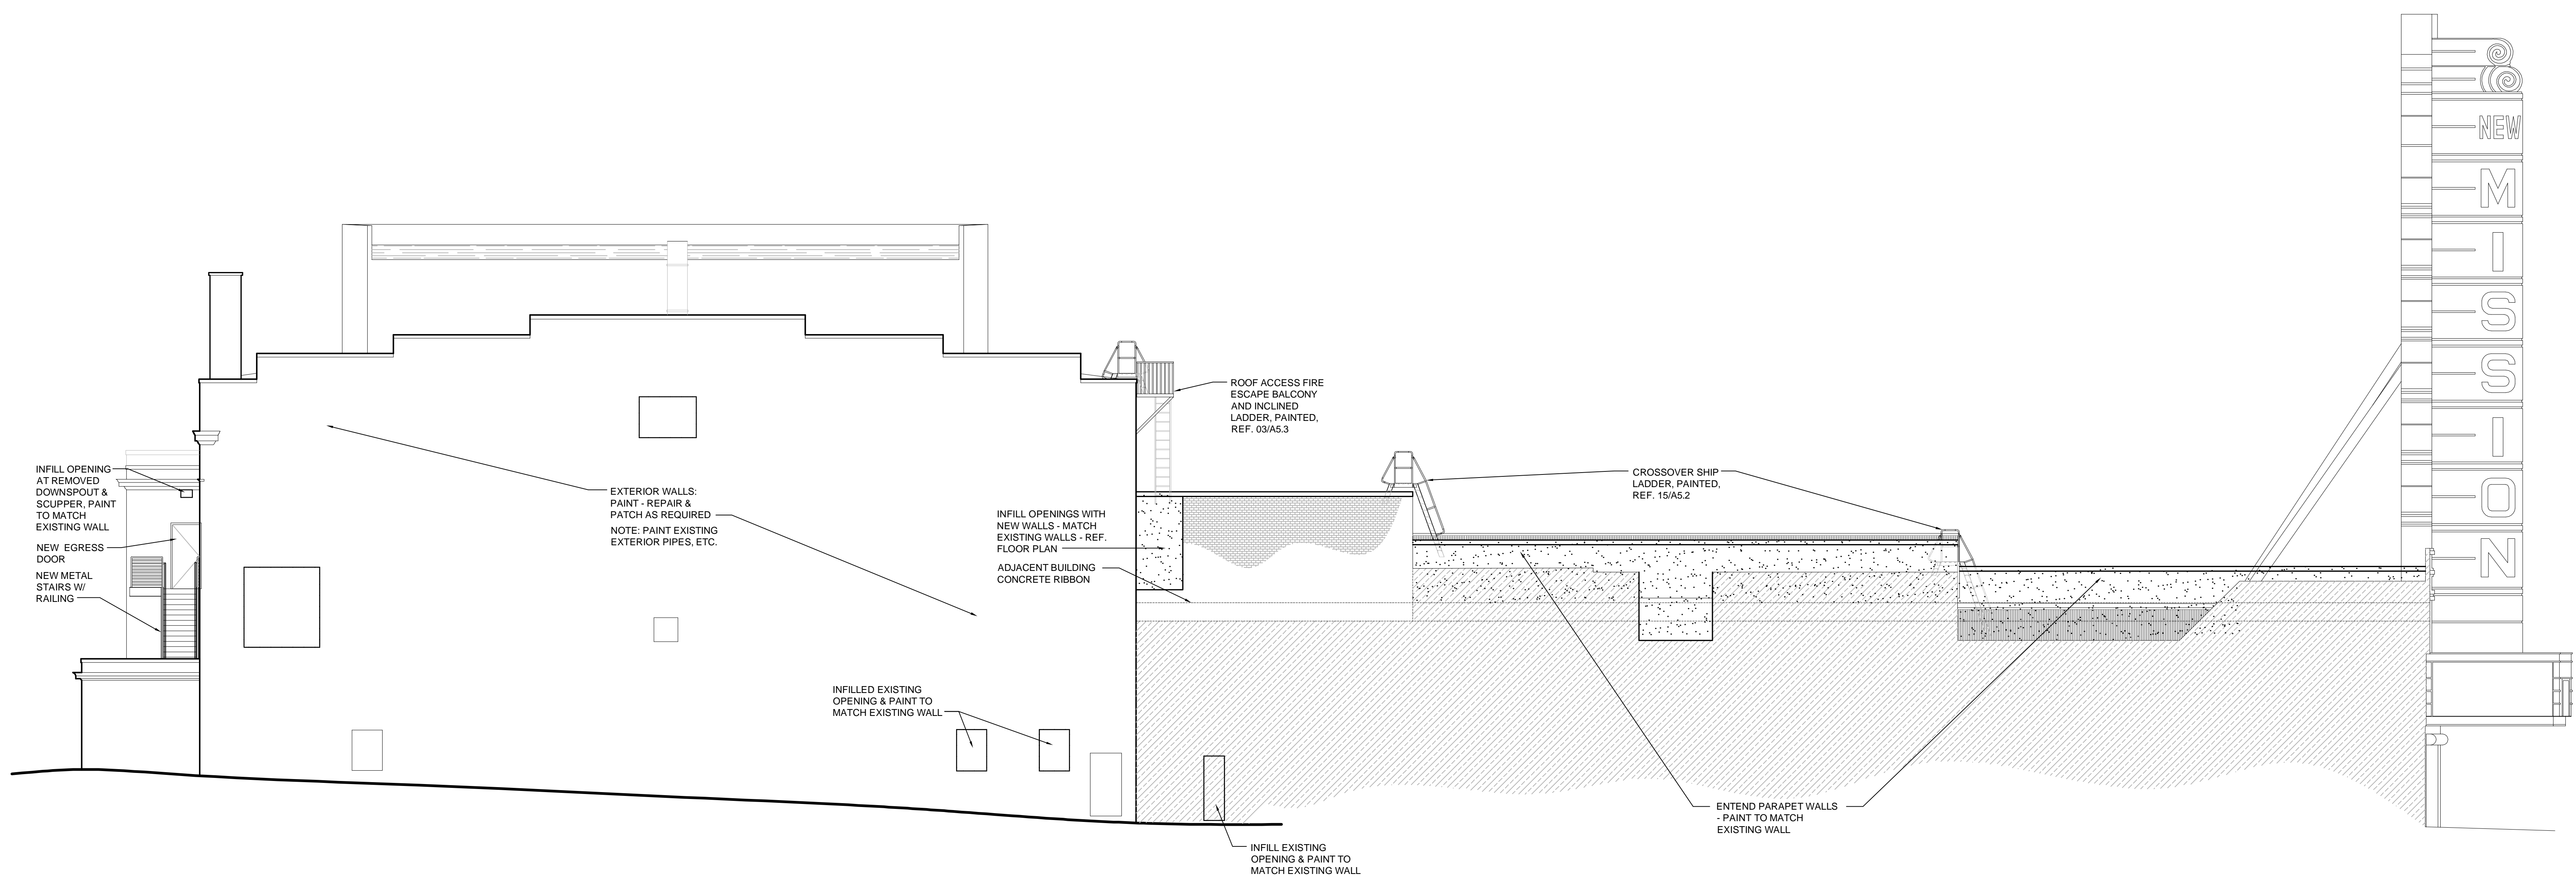 INFILL OPENING
AT REMOVED
DOWNSPOUT &
SCUPPER, PAINT
TO MATCH
EXISTING WALL
NEW EGRESS
DOOR
NEW METAL
STAIRS W/
RAILING
EXTERIOR WALLS:
PAINT - REPAIR &
PATCH AS REQUIRED
NOTE: PAINT EXISTING
EXTERIOR PIPES, ETC.
INFILLED EXISTING
OPENING & PAINT TO
MATCH EXISTING WALL
INFILL OPENINGS WITH
NEW WALLS - MATCH
EXISTING WALLS - REF.
FLOOR PLAN
ADJACENT BUILDING
CONCRETE RIBBON
ROOF ACCESS FIRE
ESCAPE BALCONY
AND INCLINED
LADDER, PAINTED,
REF. 03/A5.3
INFILL EXISTING
OPENING & PAINT TO
MATCH EXISTING WALL
CROSSOVER SHIP
LADDER, PAINTED,
REF. 15/A5.2
ENTEND PARAPET WALLS
- PAINT TO MATCH
EXISTING WALL
NEW
M
I
S
S
I
O
N